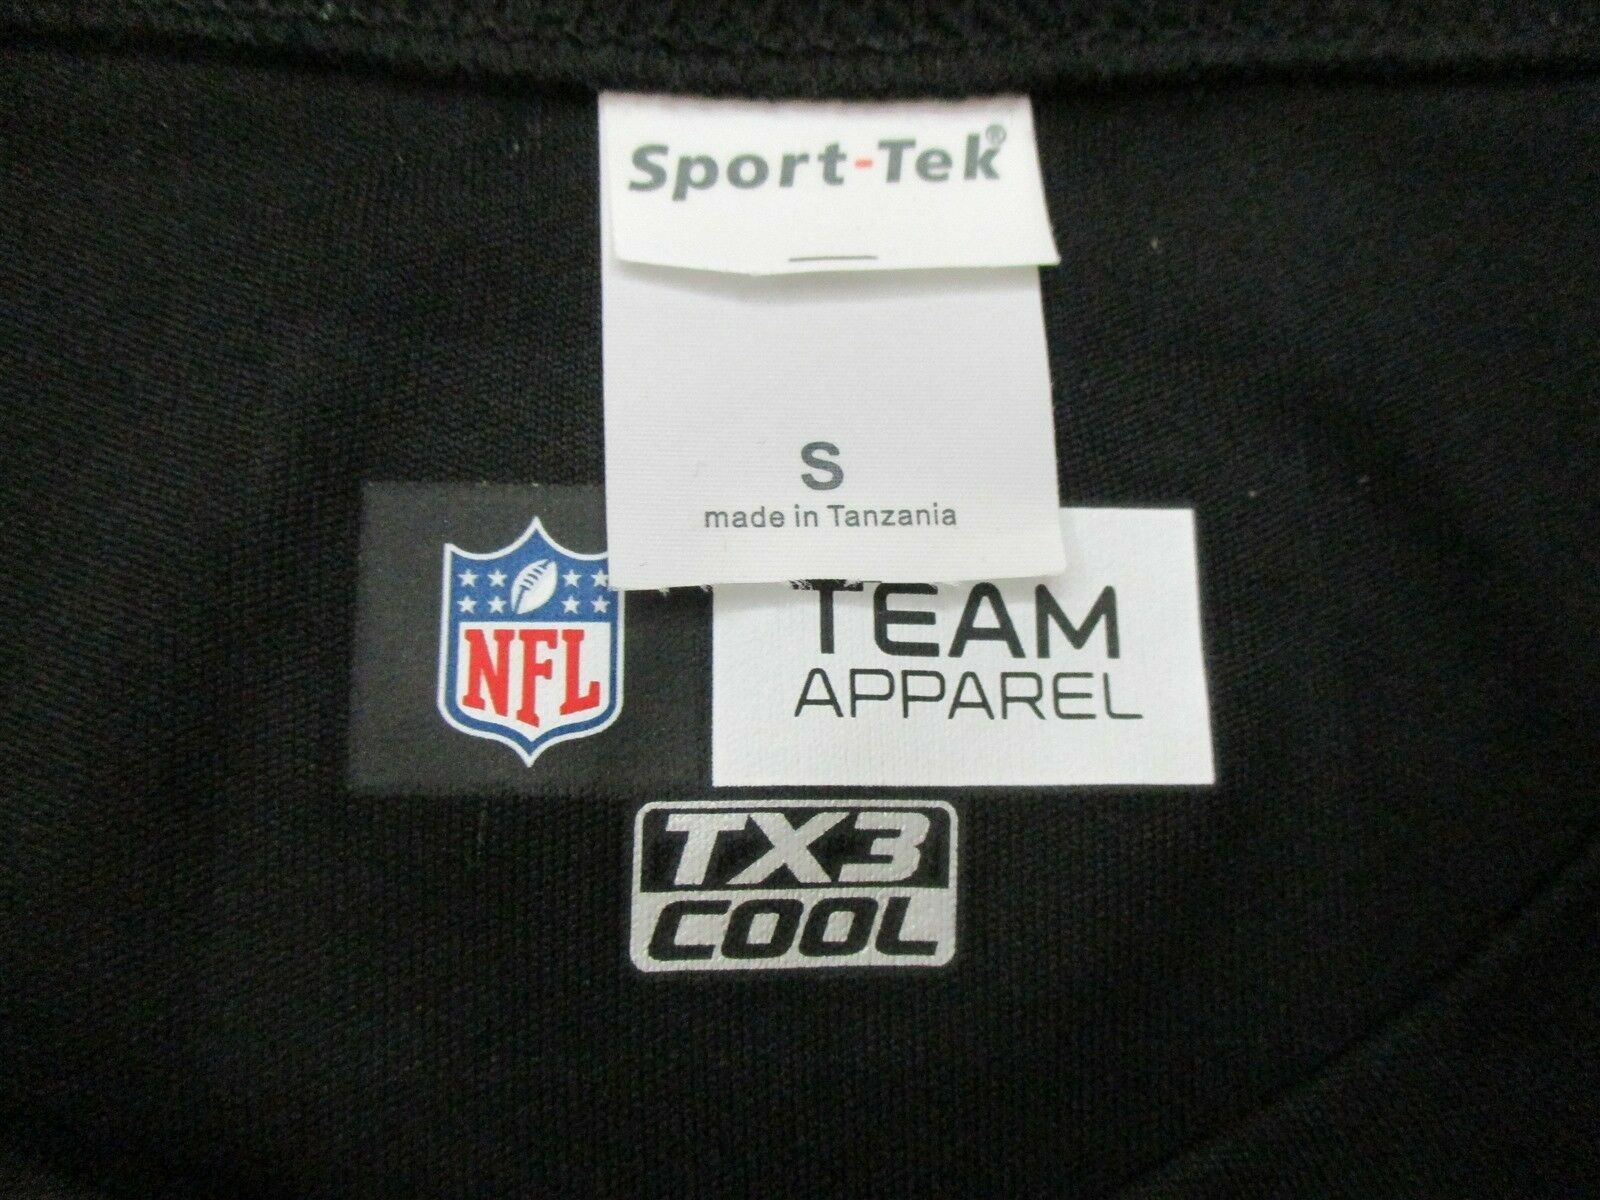 Sport-Tek®
S
made in Tanzania
NFL
TEAM
APPAREL
TX3
COOL